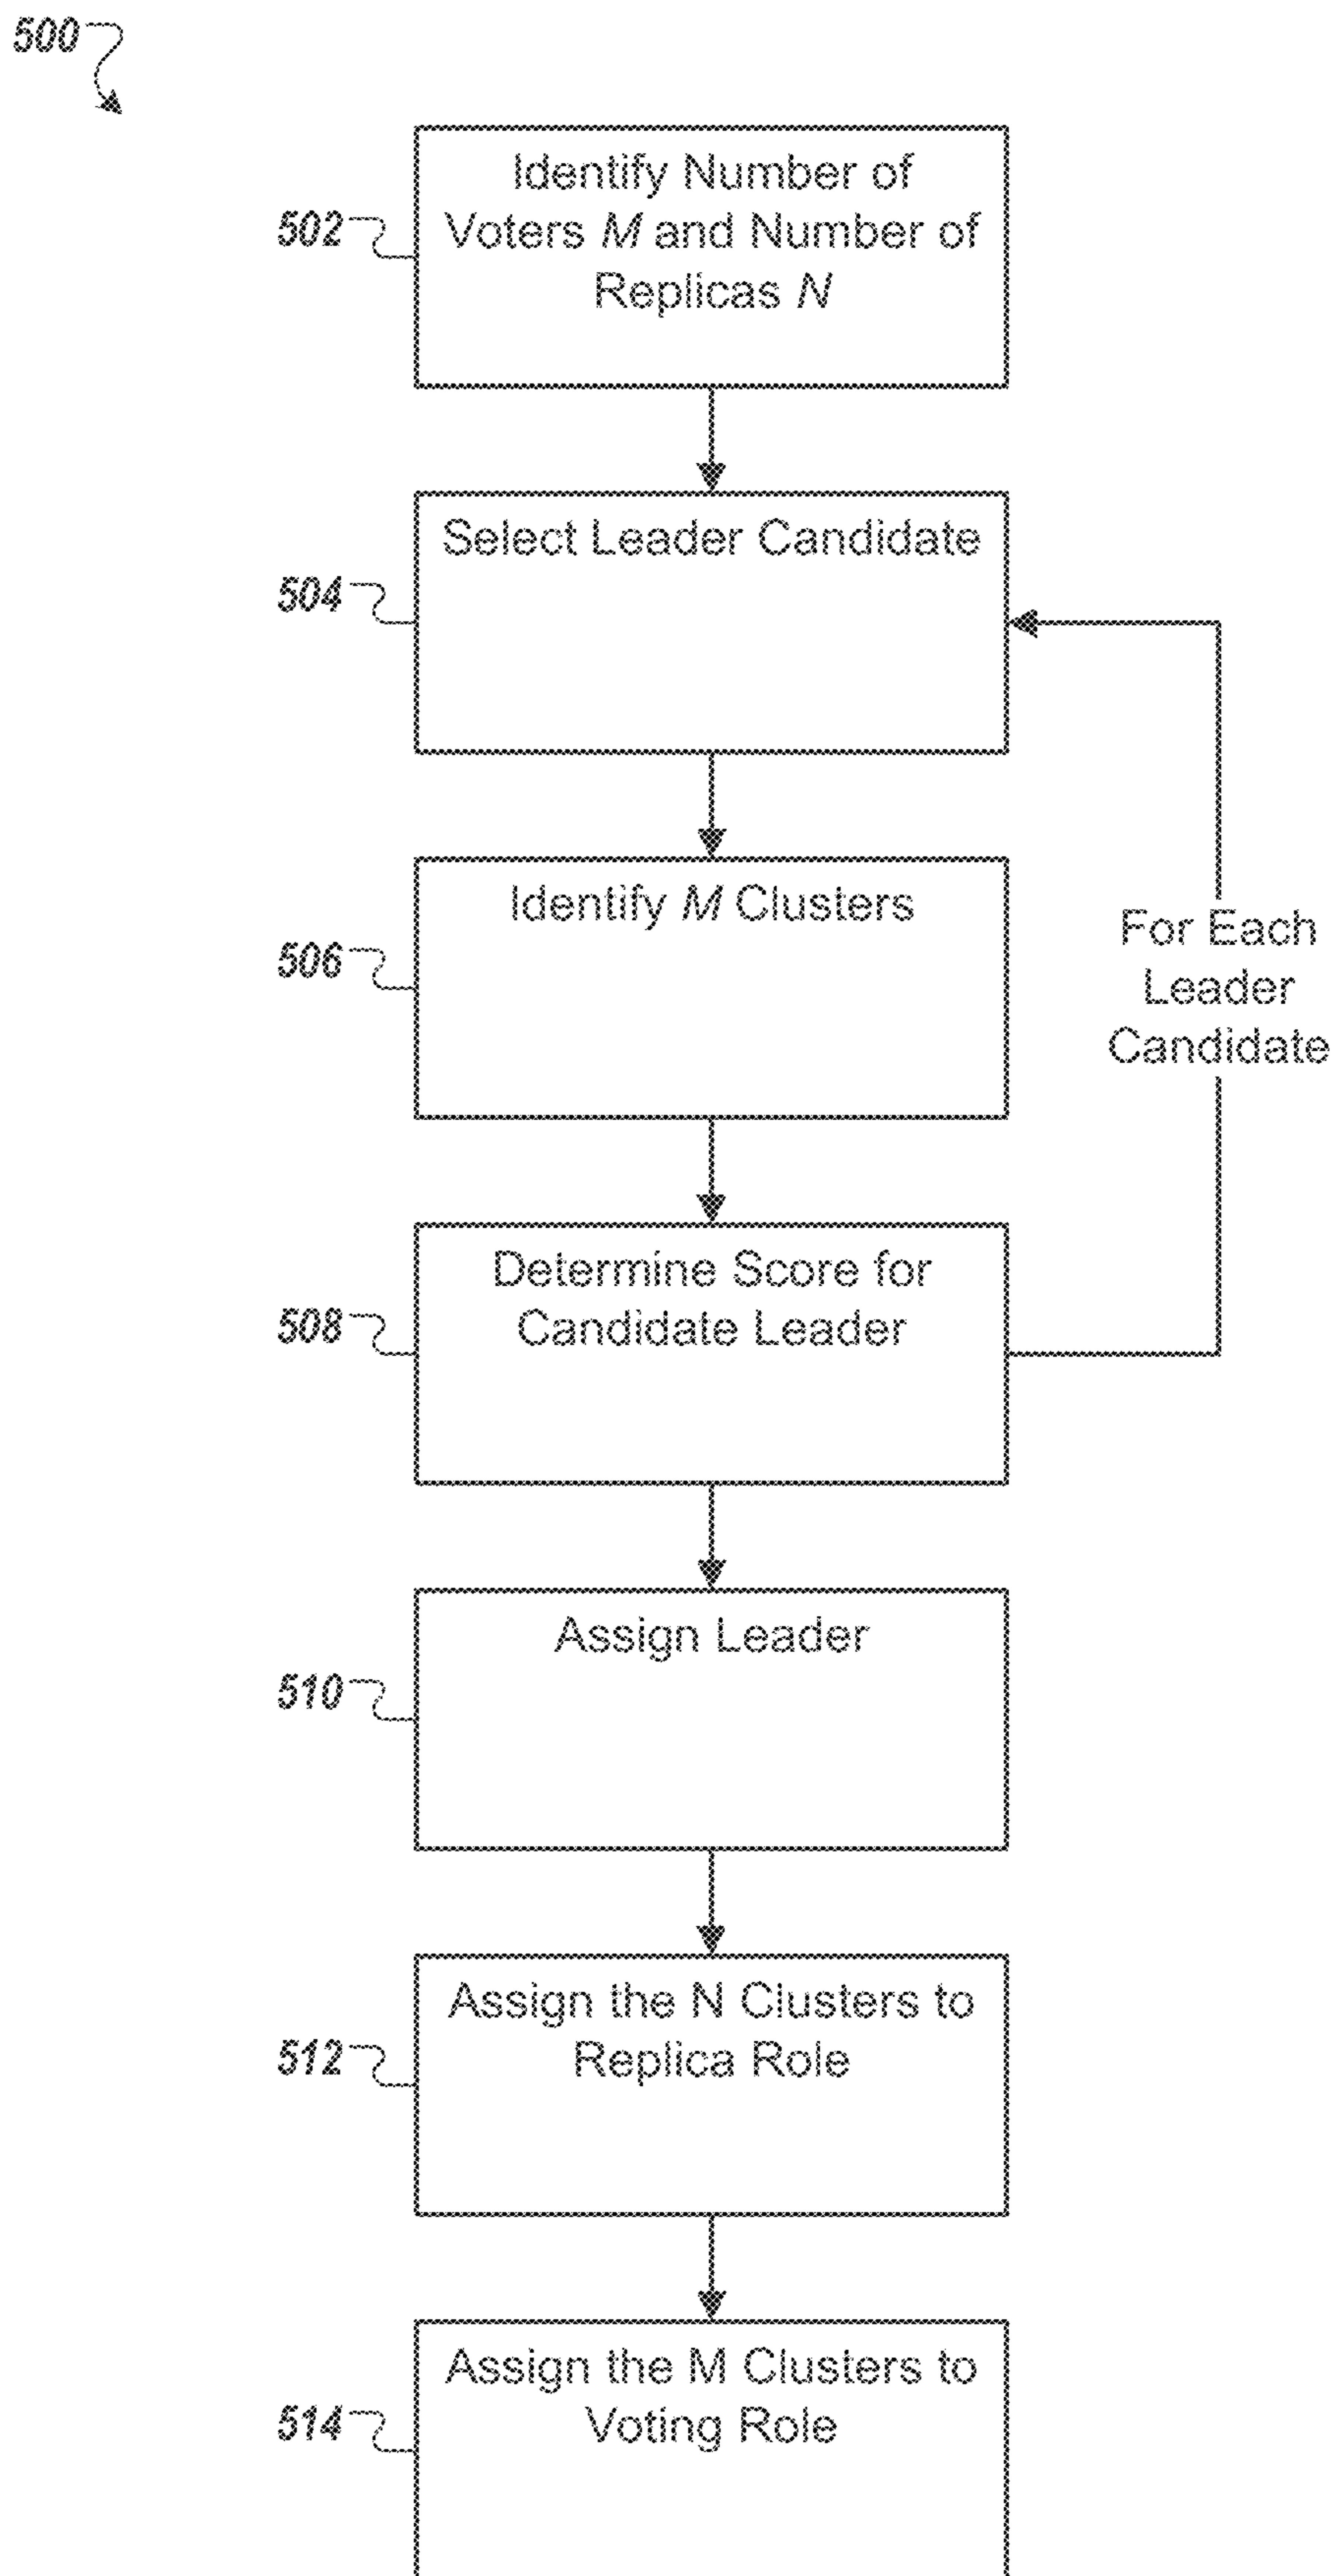 500
Identify Number of
Voters M and Number of
Replicas N
502
Select Leader Candidate
504
Identify M Clusters
506
For Each
Leader
Candidate
Determine Score for
Candidate Leader
508
Assign Leader
510
Assign the N Clusters to
Replica Role
512
Assign the M Clusters to
Voting Role
514